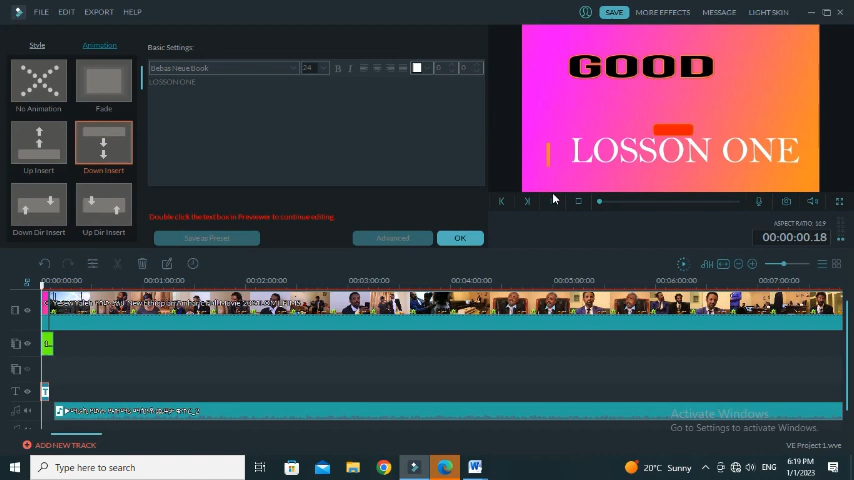 FILE EDIT EXPORT HELP
SAVE MORE EFFECTS MESSAGE LIGHT SKIN
Style Animation
Basic Settings:
Bebas Neue Book 24 B I 0 0
LOSSON ONE
No Animation Fade
Up Insert Down Insert
Down Dir Insert Up Dir Insert
Double click the text box in Previewer to continue editing.
Save as Preset Advanced OK
GOOD
LOSSON ONE
ASPECT RATIO: 16:9
00:00:00.18
00:00:00:00 00:01:00:00 00:02:00:00 00:03:00:00 00:04:00:00 00:05:00:00 00:06:00:00 00:07:00:00
T
Activate Windows
Go to Settings to activate Windows.
ADD NEW TRACK
VE Project 1.wve
Type here to search
20°C Sunny
ENG
6:19 PM
1/1/2023